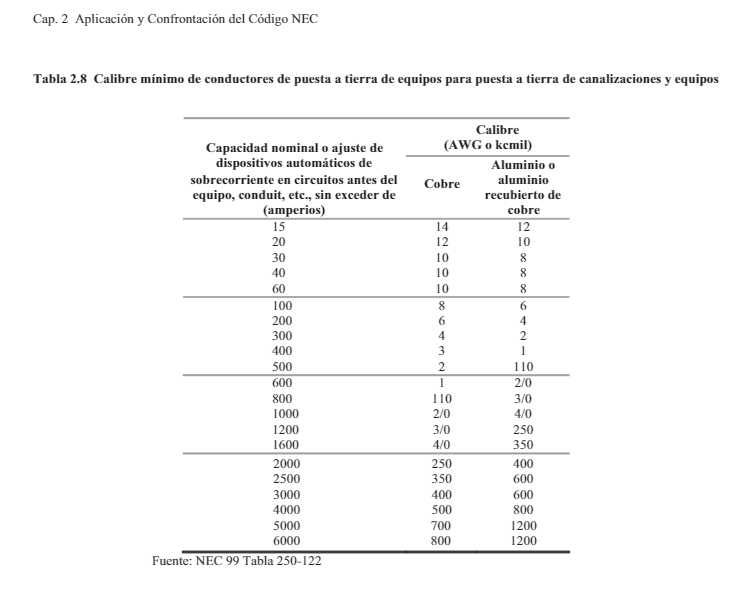 Cap. 2 Aplicación y Confrontación del Código NEC
Tabla 2.8 Calibre mínimo de conductores de puesta a tierra de equipos para puesta a tierra de canalizaciones y equipos
Calibre
(AWG o kcmil)
Capacidad nominal o ajuste de
dispositivos automáticos de
sobrecorriente en circuitos antes del
equipo, conduit, etc., sin exceder de
(amperios)
Cobre
Aluminio o
aluminio
recubierto de
cobre
15 14 12
20 12 10
30 10 8
40 10 8
60 10 8
100 8 6
200 6 4
300 4 2
400 3 1
500 2 110
600 1 2/0
800 110 3/0
1000 2/0 4/0
1200 3/0 250
1600 4/0 350
2000 250 400
2500 350 600
3000 400 600
4000 500 800
5000 700 1200
6000 800 1200
Fuente: NEC 99 Tabla 250-122